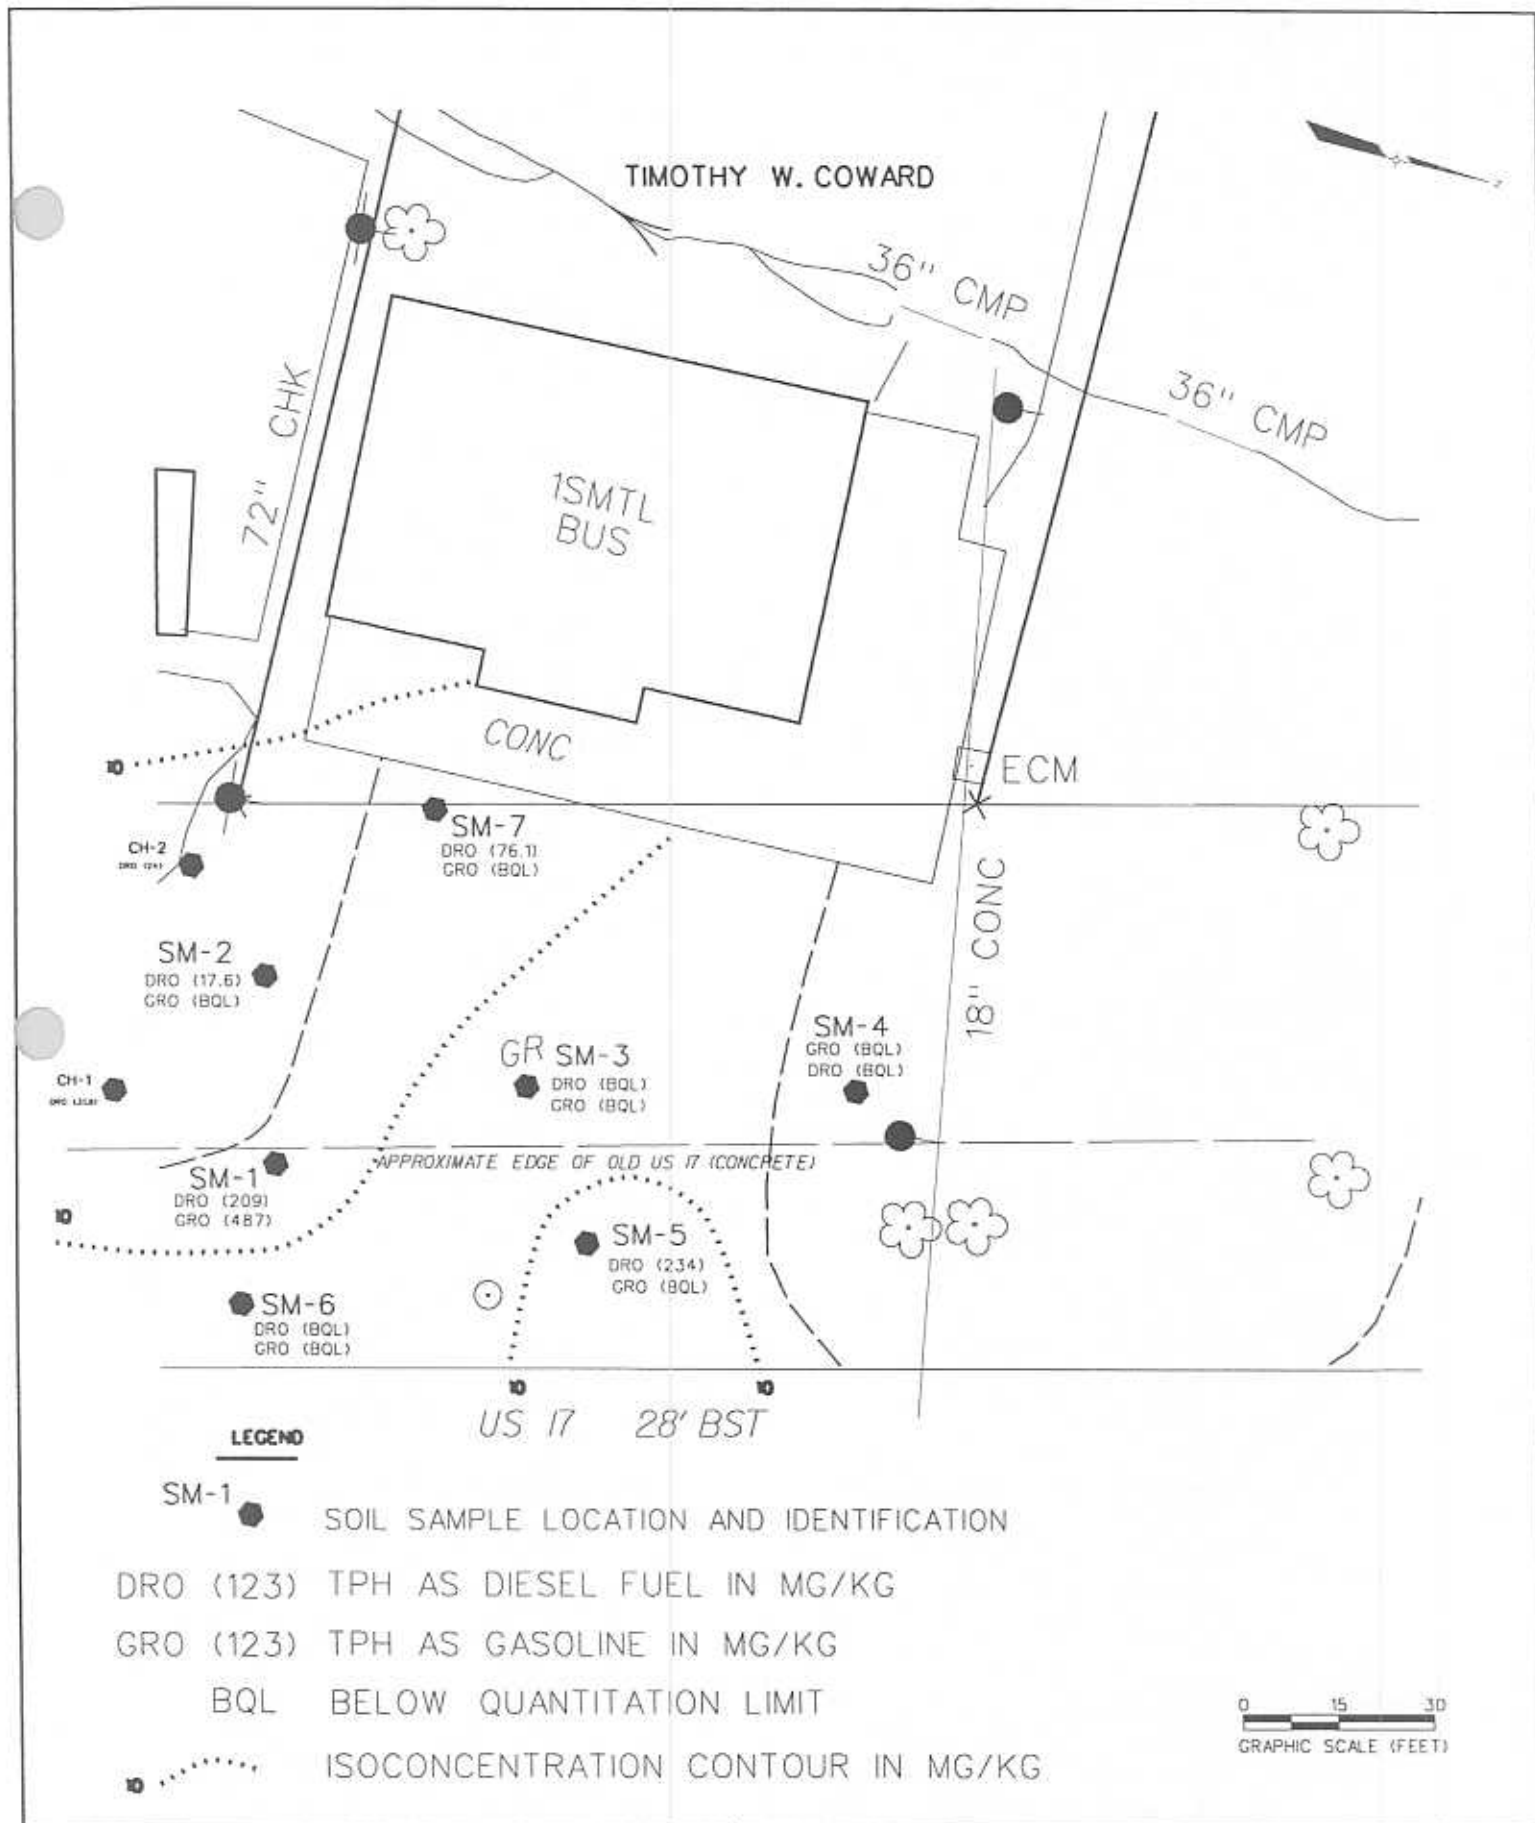 TIMOTHY W. COWARD
36" CMP
36" CMP
72" CHK
1SMTL
BUS
CONC
10
ECM
SM-7
DRO (76.1)
GRO (BQL)
CH-2
DRO
18" CONC
SM-2
DRO (17.6)
GRO (BQL)
GR
SM-3
DRO (BQL)
GRO (BQL)
SM-4
GRO (BQL)
DRO (BQL)
CH-1
DRO
APPROXIMATE EDGE OF OLD US 17 (CONCRETE)
SM-1
DRO (209)
GRO (487)
10
SM-5
DRO (234)
GRO (BQL)
SM-6
DRO (BQL)
GRO (BQL)
10
10
US 17 28' BST
LEGEND
SM-1
SOIL SAMPLE LOCATION AND IDENTIFICATION
DRO (123) TPH AS DIESEL FUEL IN MG/KG
GRO (123) TPH AS GASOLINE IN MG/KG
BQL BELOW QUANTITATION LIMIT
10 ISOCONCENTRATION CONTOUR IN MG/KG
0 15 30
GRAPHIC SCALE (FEET)